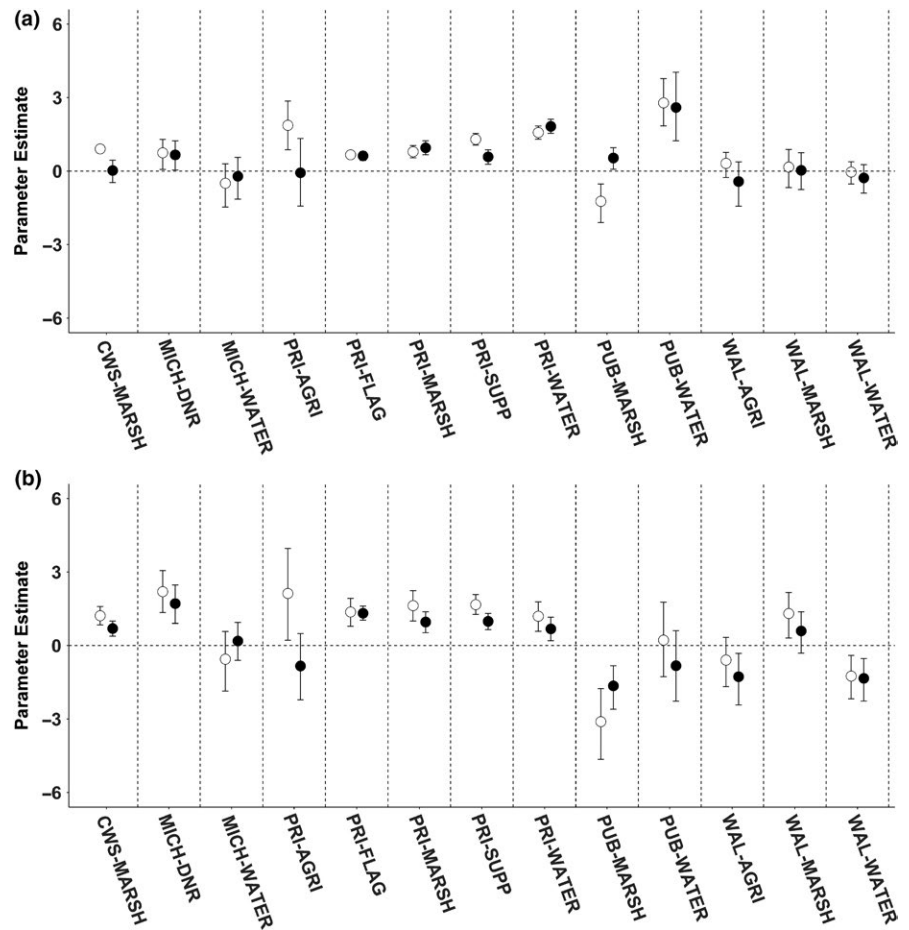 (a)
6
3
0
−3
−6
Parameter Estimate
CWS-MARSH
MICH-DNR
MICH-WATER
PRI-AGRI
PRI-FLAG
PRI-MARSH
PRI-SUPP
PRI-WATER
PUB-MARSH
PUB-WATER
WAL-AGRI
WAL-MARSH
WAL-WATER
(b)
6
3
0
−3
−6
Parameter Estimate
CWS-MARSH
MICH-DNR
MICH-WATER
PRI-AGRI
PRI-FLAG
PRI-MARSH
PRI-SUPP
PRI-WATER
PUB-MARSH
PUB-WATER
WAL-AGRI
WAL-MARSH
WAL-WATER